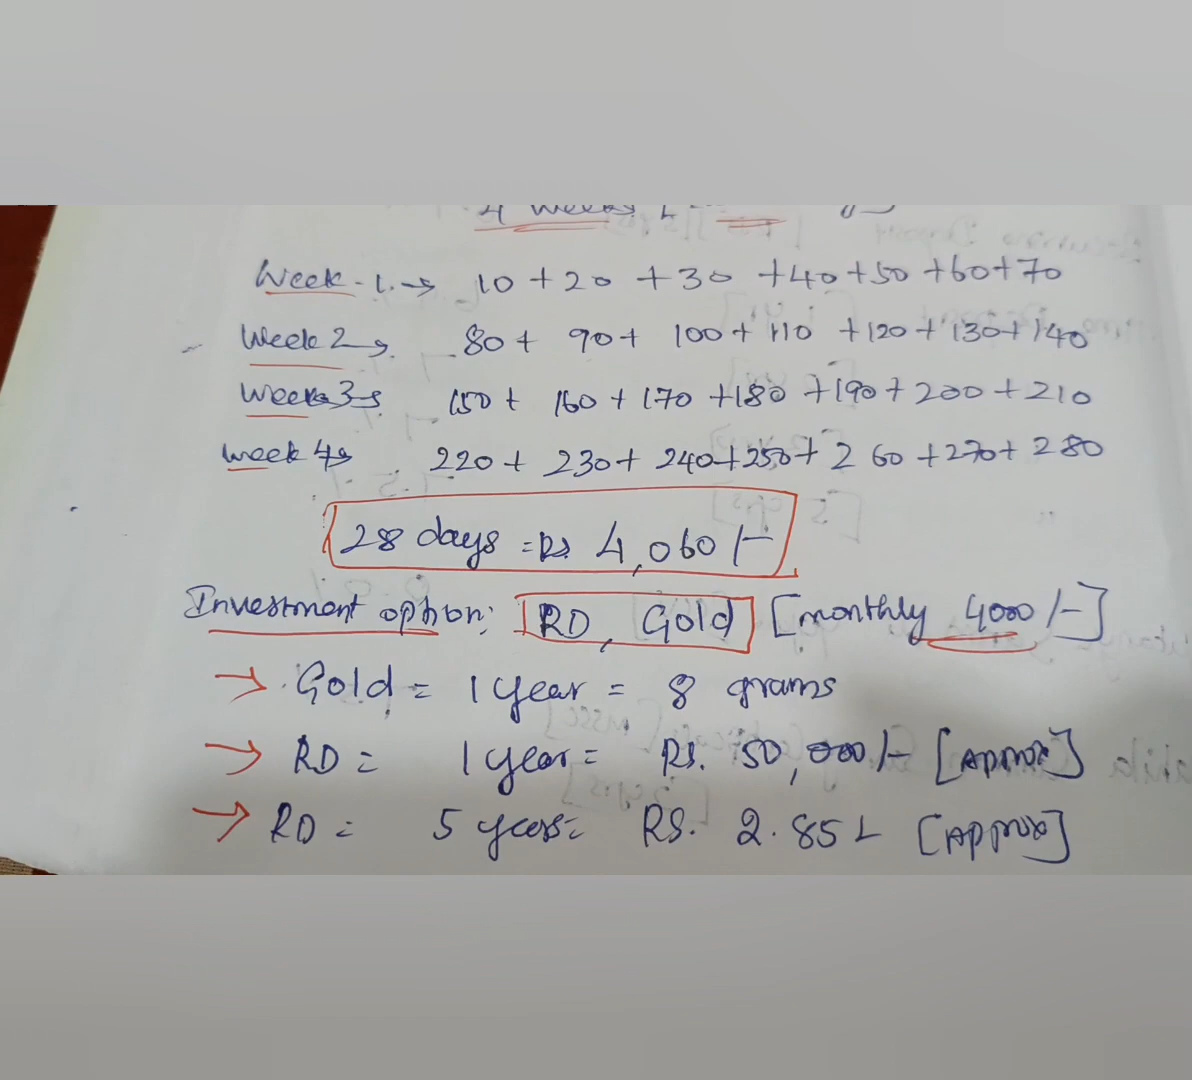 4 weeks
Week-1.→ 10 + 20 + 30 + 40 + 50 + 60 + 70
Week 2→ 80 + 90 + 100 + 110 + 120 + 130 + 140
Week 3→ 150 + 160 + 170 + 180 + 190 + 200 + 210
Week 4→ 220 + 230 + 240 + 250 + 260 + 270 + 280
28 days = Rs 4,060/-
Investment option: RD, Gold [monthly 4000/-]
→ Gold = 1 year = 8 grams
→ RD = 1 year = Rs. 50,000/- [Approx]
→ RD = 5 years = RS. 2.85 L [Approx]